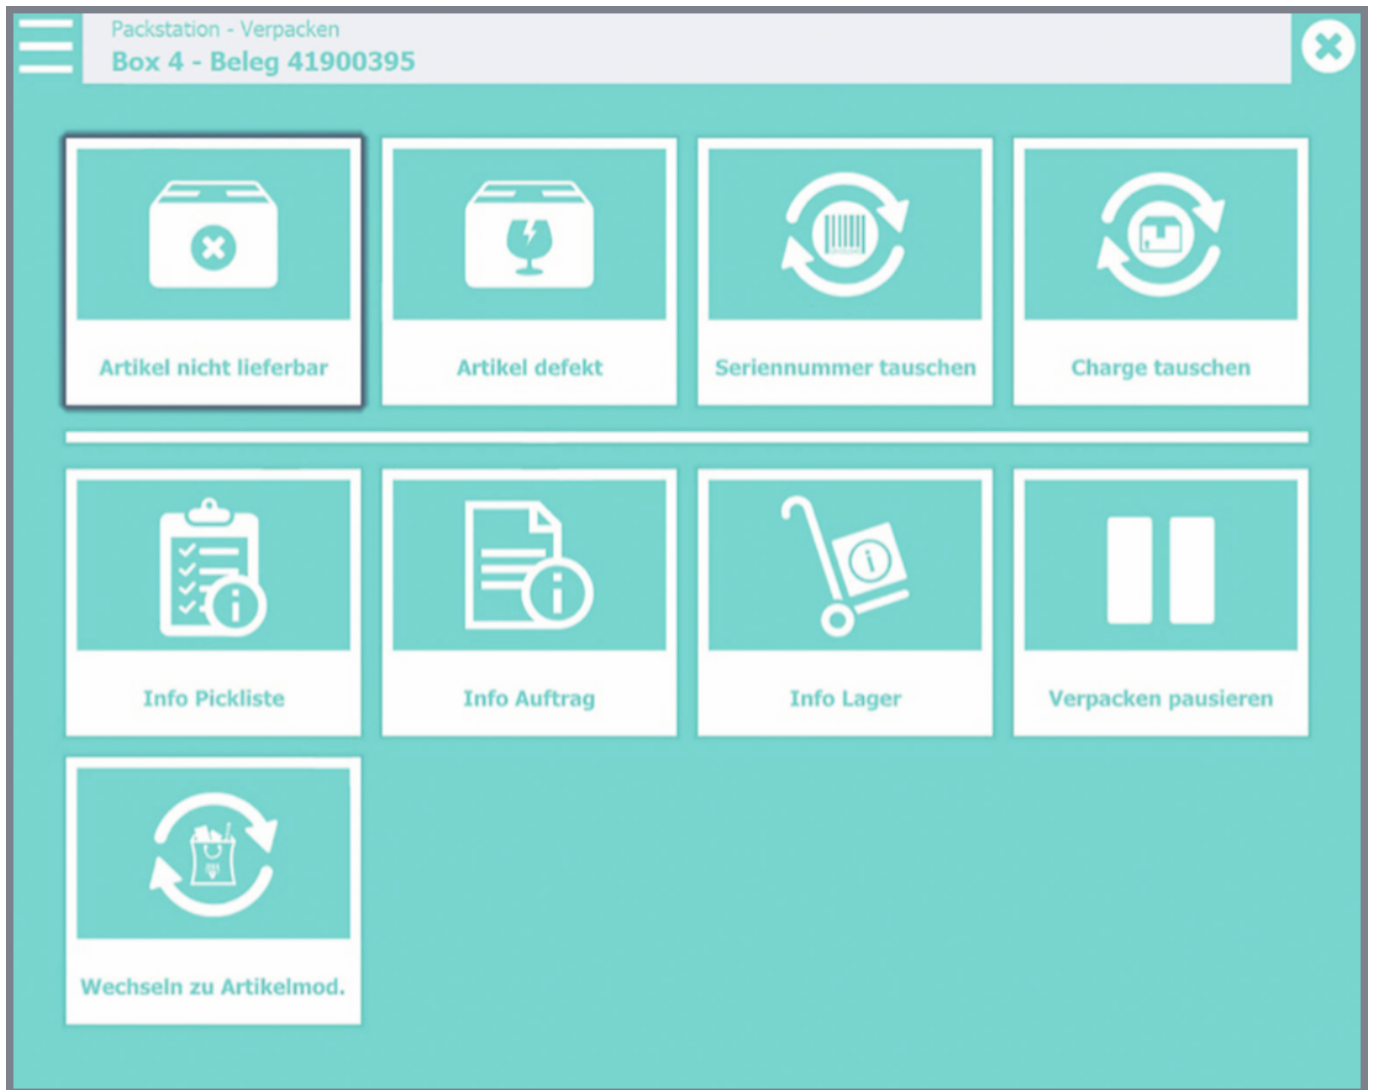 Packstation - Verpacken
Box 4 - Beleg 41900395
Artikel nicht lieferbar
Artikel defekt
Seriennummer tauschen
Charge tauschen
Info Pickliste
Info Auftrag
Info Lager
Verpacken pausieren
Wechseln zu Artikelmod.